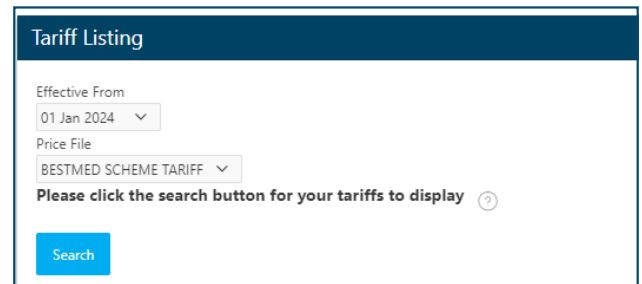 Tariff Listing
Effective From
01 Jan 2024
Price File
BESTMED SCHEME TARIFF
Please click the search button for your tariffs to display ?
Search